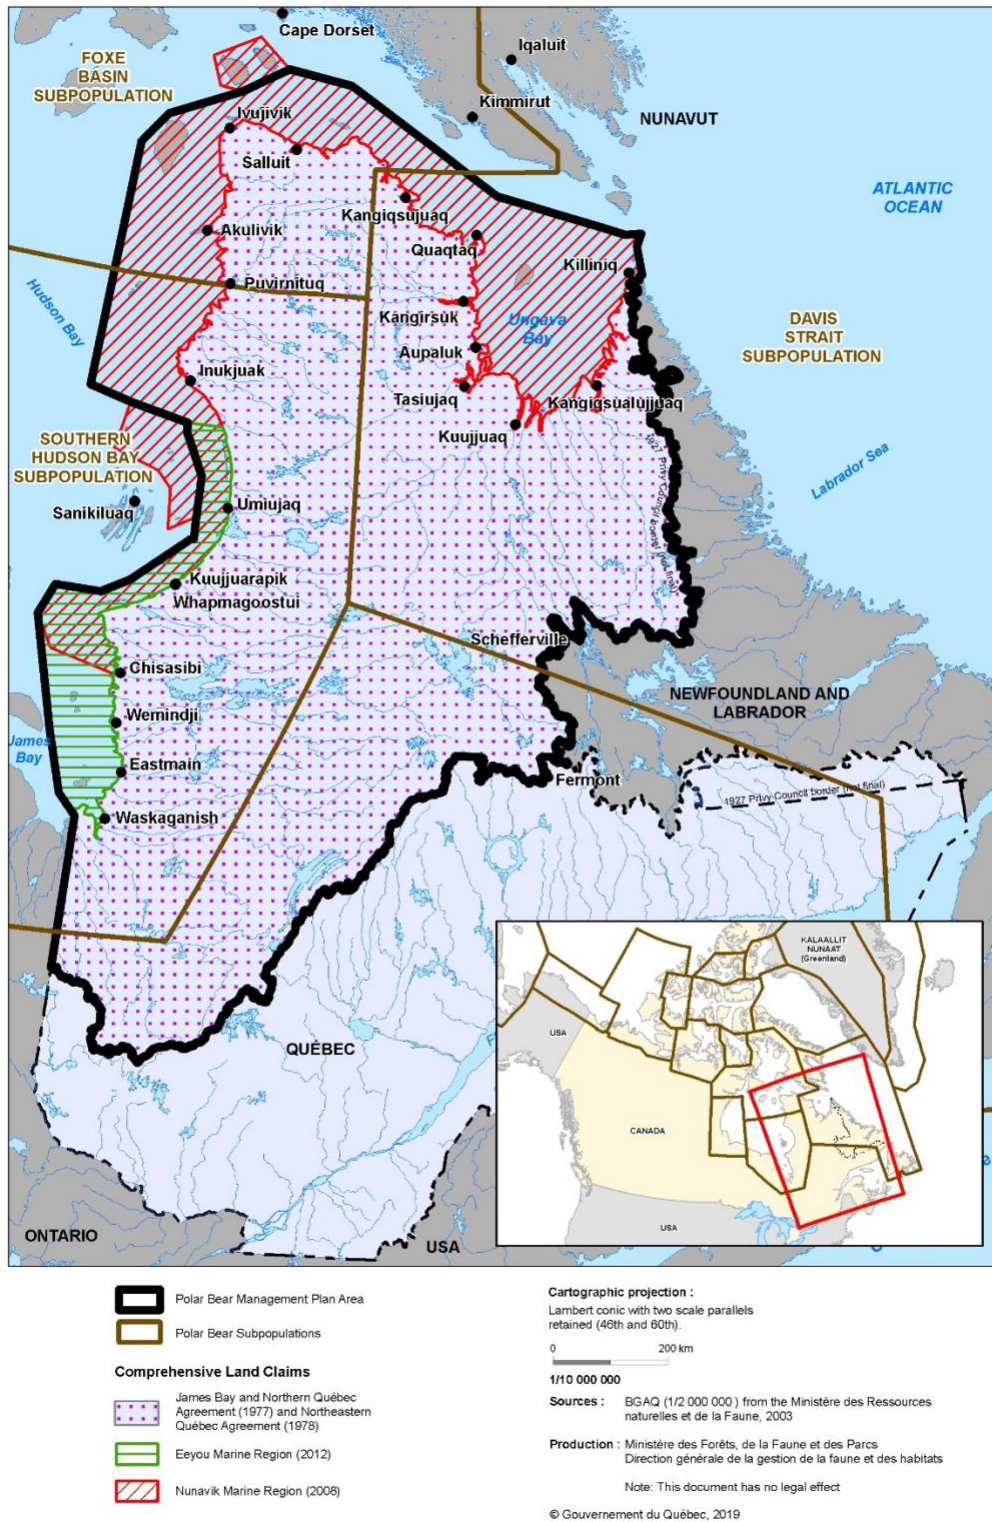 Cape Dorset
Iqaluit
FOXE
BASIN
SUBPOPULATION
Kimmirut
NUNAVUT
Ivujivik
Salluit
ATLANTIC
OCEAN
Kangiqsujuaq
Akulivik
Quaqtaq
Killiniq
Puvirnituq
Hudson Bay
Kangirsuk
Ungava
Bay
DAVIS
STRAIT
SUBPOPULATION
Aupaluk
Inukjuak
Tasiujaq
Kangiqsualujjuaq
Kuujjuaq
SOUTHERN
HUDSON BAY
SUBPOPULATION
1927 Privy Council border (not final)
Labrador Sea
Sanikiluaq
Umiujaq
Kuujjuarapik
Whapmagoostui
Schefferville
Chisasibi
NEWFOUNDLAND AND
LABRADOR
Wemindji
James
Bay
Eastmain
Fermont
1927 Privy Council border (not final)
Waskaganish
KALAALLIT
NUNAAT
(Greenland)
USA
QUÉBEC
CANADA
USA
ONTARIO
USA
Polar Bear Management Plan Area
Polar Bear Subpopulations
Comprehensive Land Claims
James Bay and Northern Québec
Agreement (1977) and Northeastern
Québec Agreement (1978)
Eeyou Marine Region (2012)
Nunavik Marine Region (2008)
Cartographic projection :
Lambert conic with two scale parallels
retained (46th and 60th).
0 200 km
1/10 000 000
Sources : BGAQ (1/2 000 000 ) from the Ministère des Ressources
naturelles et de la Faune, 2003
Production : Ministère des Forêts, de la Faune et des Parcs
Direction générale de la gestion de la faune et des habitats
Note: This document has no legal effect
© Gouvernement du Québec, 2019